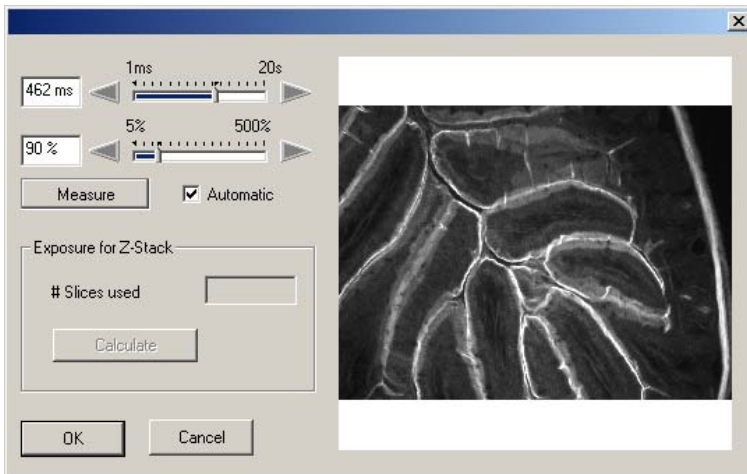 1ms 20s
462 ms
5% 500%
90 %
Measure Automatic
Exposure for Z-Stack
# Slices used
Calculate
OK Cancel